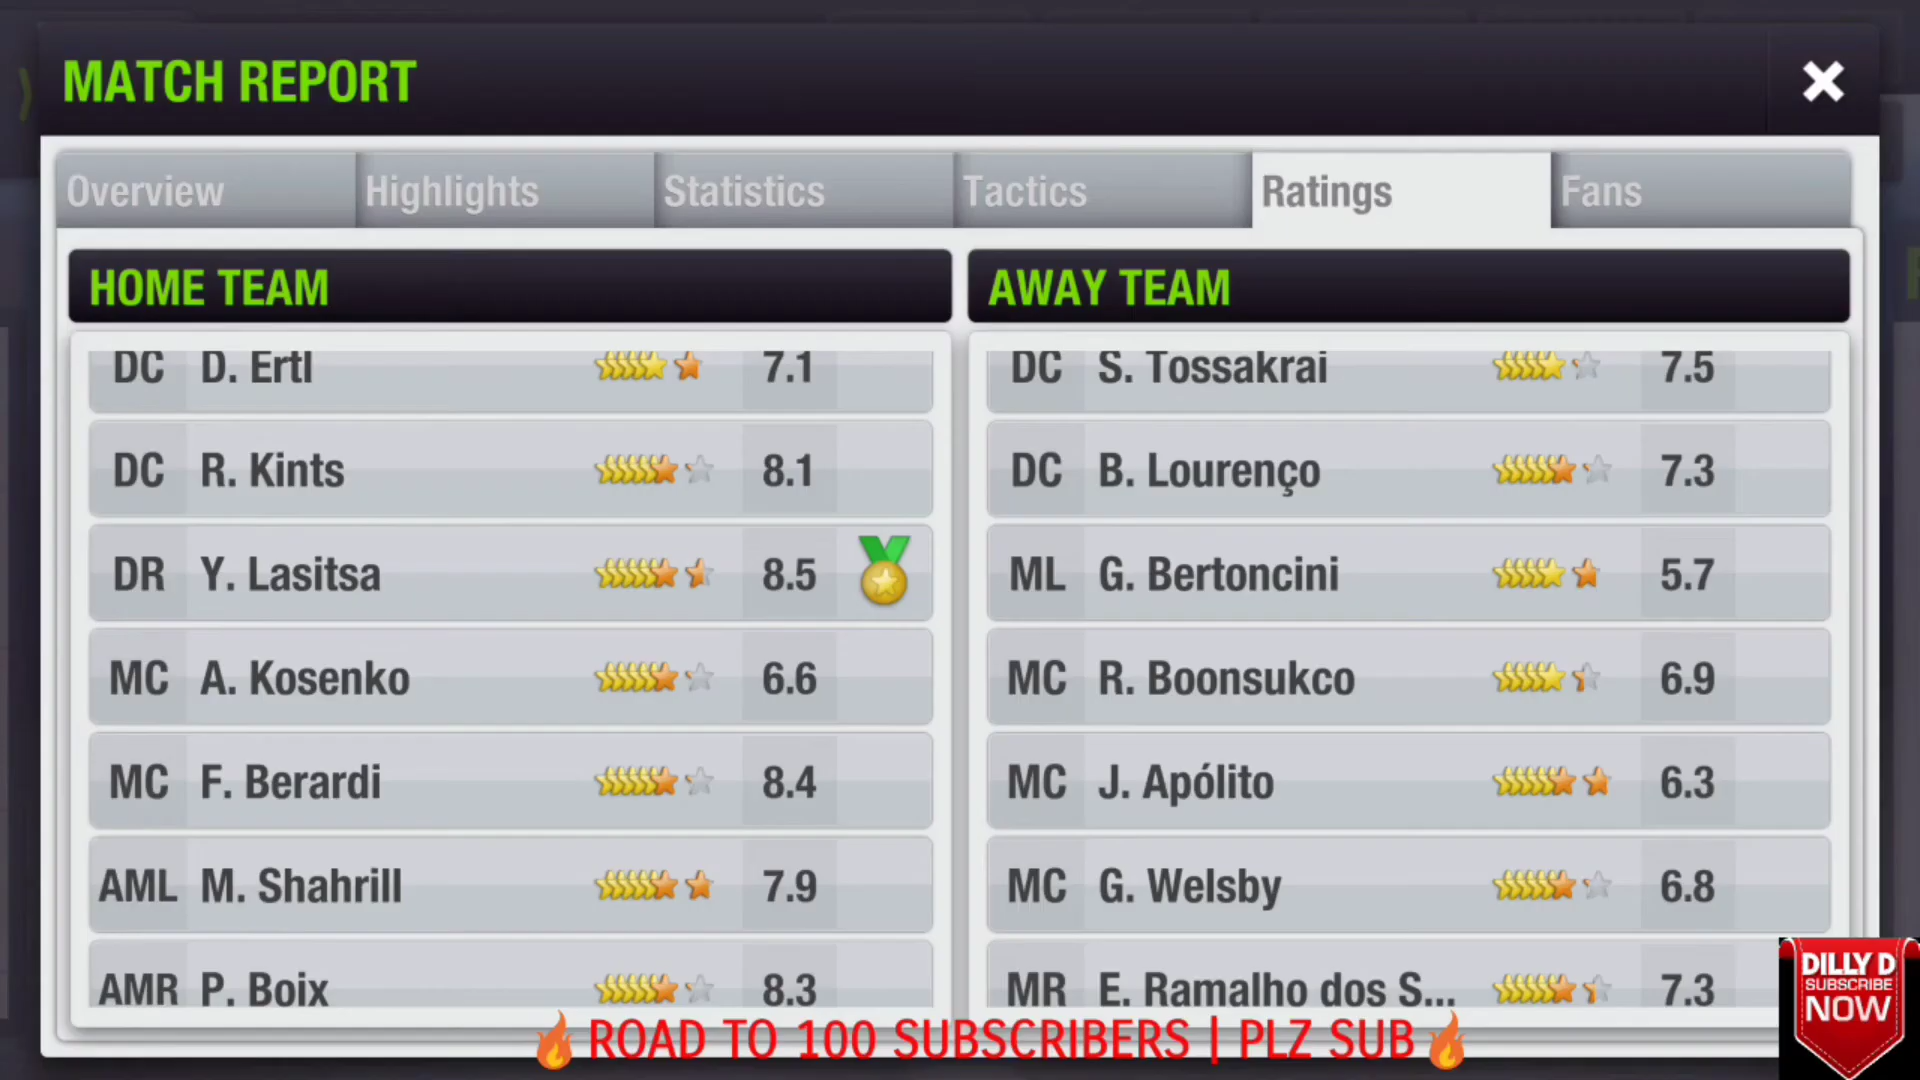 MATCH REPORT
Overview Highlights Statistics Tactics Ratings Fans
HOME TEAM
DC D. Ertl 7.1
DC R. Kints 8.1
DR Y. Lasitsa 8.5
MC A. Kosenko 6.6
MC F. Berardi 8.4
AML M. Shahrill 7.9
AMR P. Boix 8.3
AWAY TEAM
DC S. Tossakrai 7.5
DC B. Lourenço 7.3
ML G. Bertoncini 5.7
MC R. Boonsukco 6.9
MC J. Apólito 6.3
MC G. Welsby 6.8
MR E. Ramalho dos S... 7.3
🔥ROAD TO 100 SUBSCRIBERS | PLZ SUB🔥
DILLY D
SUBSCRIBE
NOW